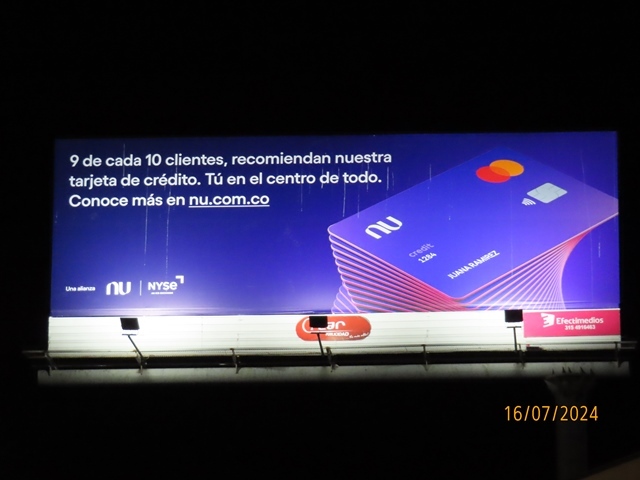 9 de cada 10 clientes, recomiendan nuestra
tarjeta de crédito. Tú en el centro de todo.
Conoce más en nu.com.co
nu
credit
1284
JUANA RAMIREZ
Una alianza nu NYSE
Efectimedios
16/07/2024